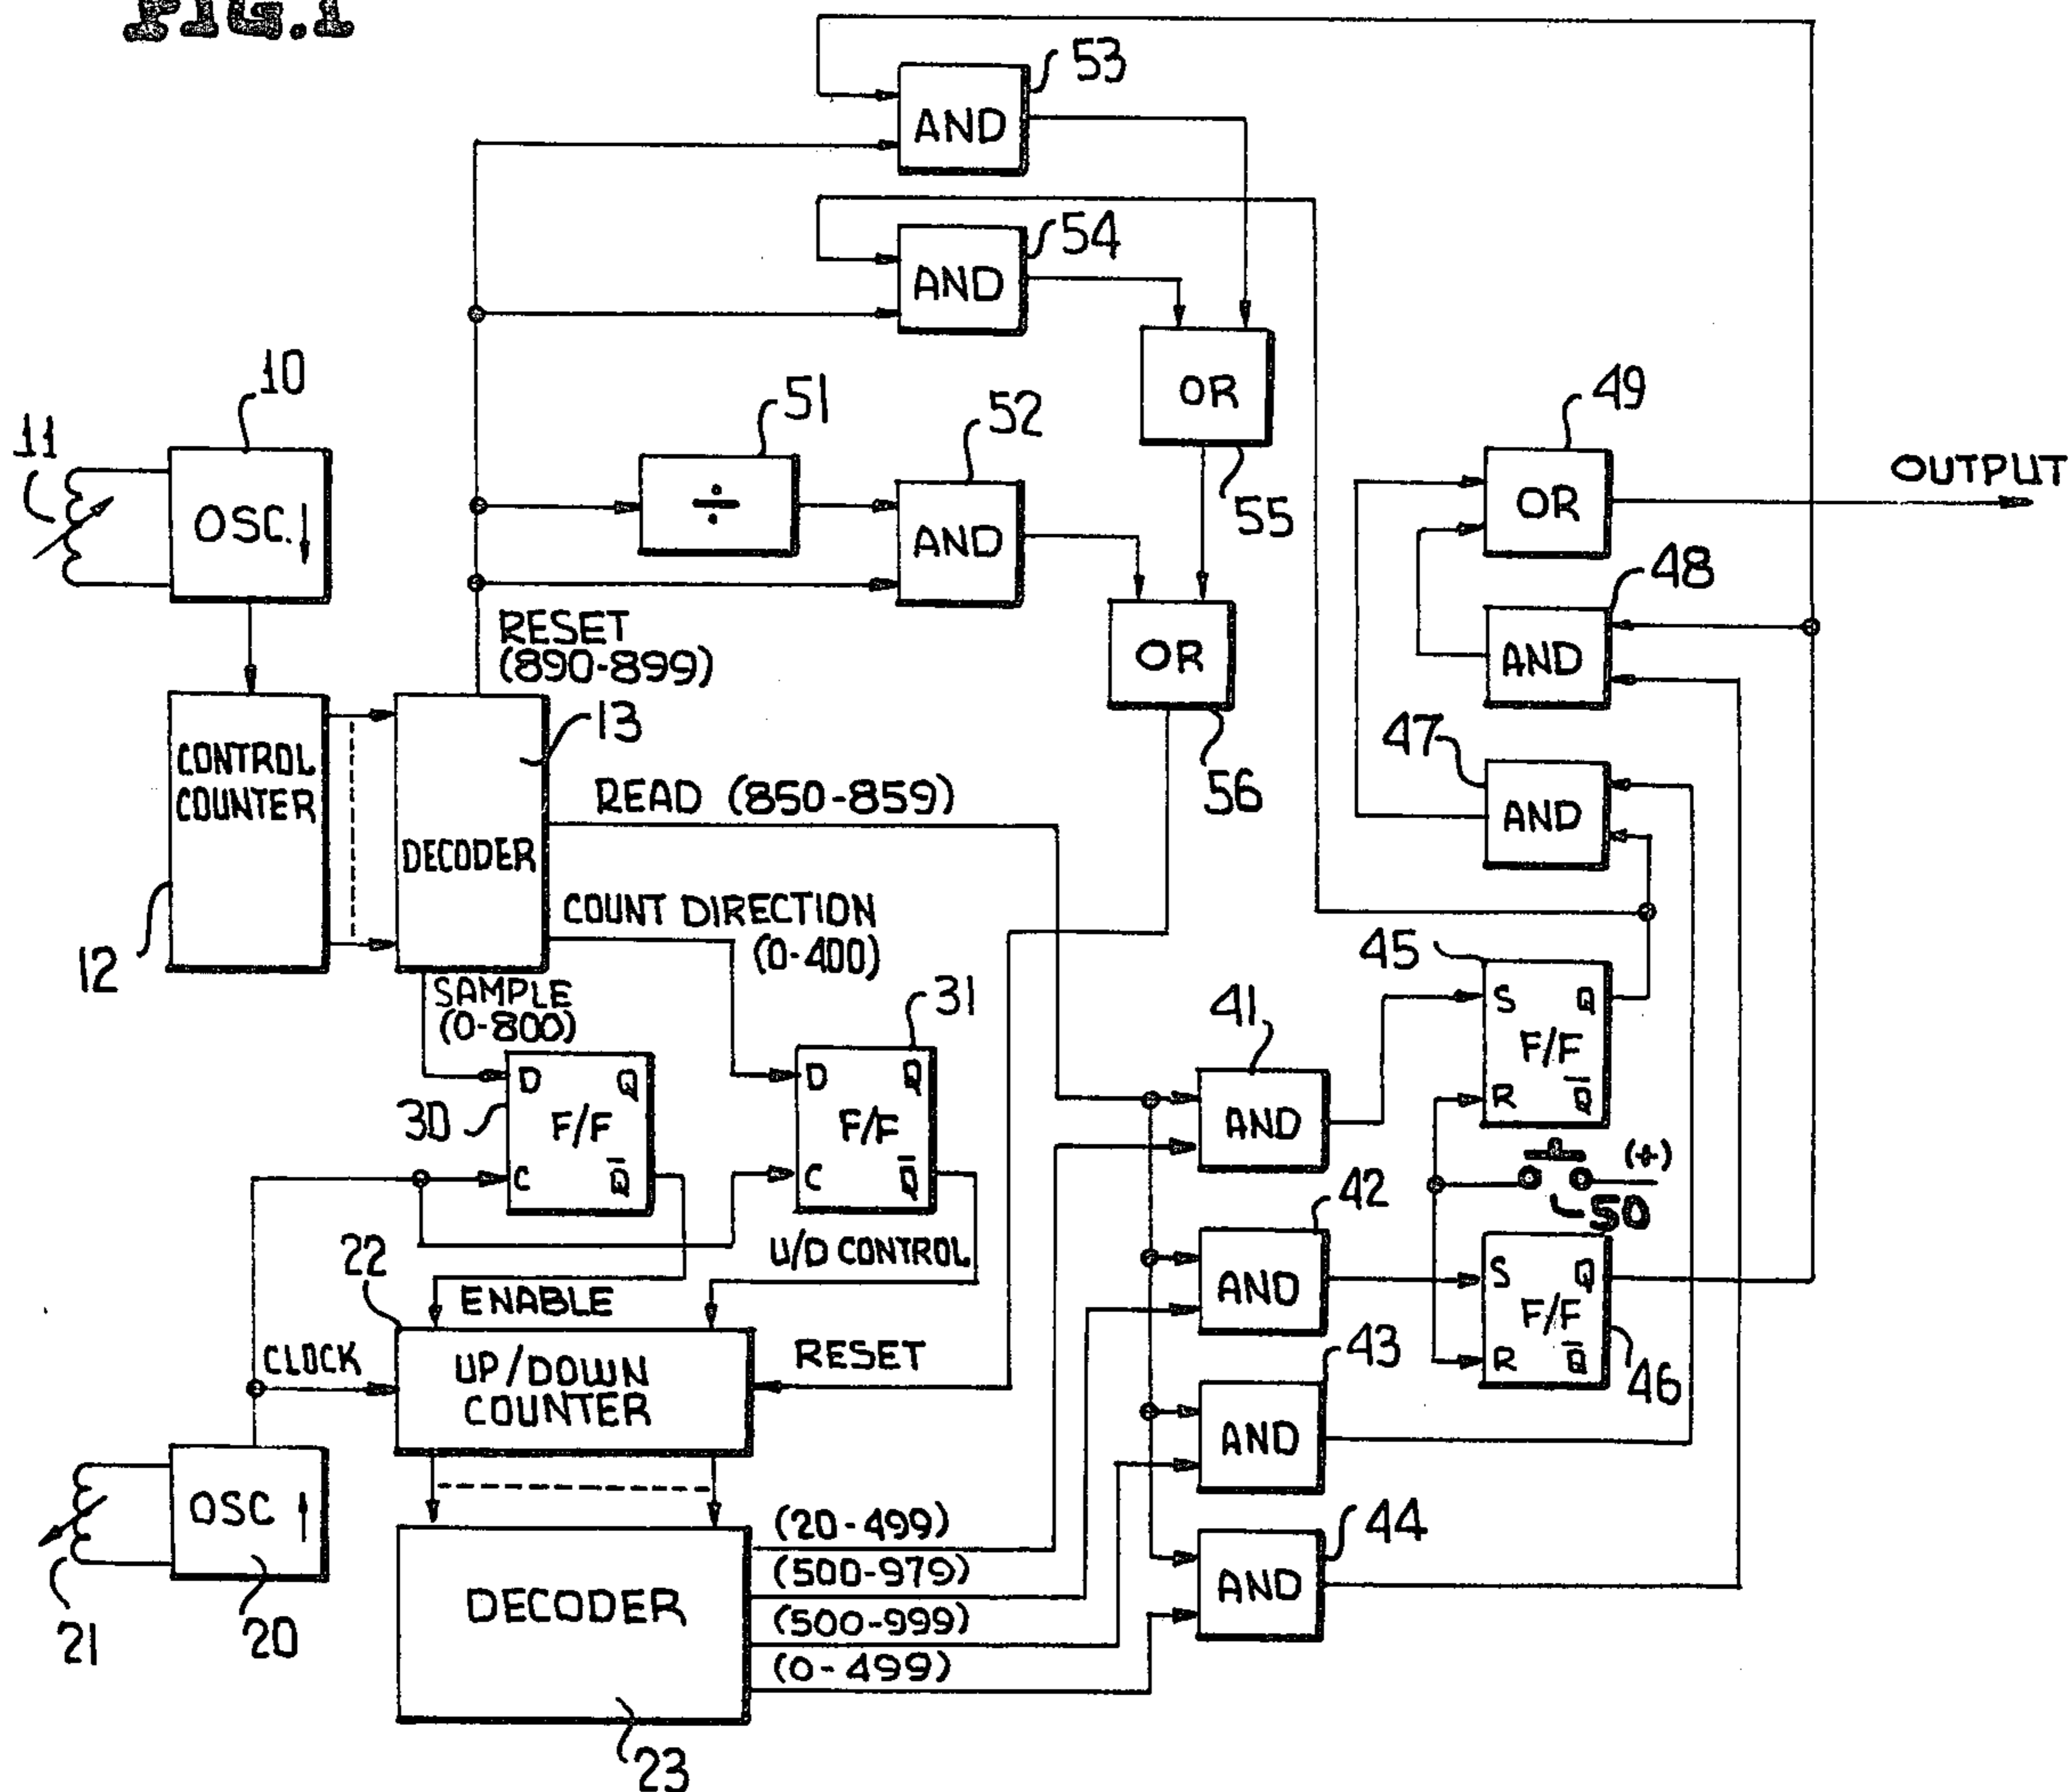 FIG.1
53
AND
54
AND
10
11
OSC.
51
÷
52
AND
OR
55
49
OR
OUTPUT
48
AND
RESET
(890-899)
OR
56
47
AND
CONTROL
COUNTER
12
13
DECODER
READ (850-859)
COUNT DIRECTION
(0-400)
SAMPLE
(0-800)
30
D Q
F/F
C Q̅
31
D Q
F/F
C Q̅
41
AND
45
S Q
F/F
R Q̅
(+)
50
42
AND
S Q
F/F
R Q̅
46
U/D CONTROL
22
ENABLE
CLOCK
UP/DOWN
COUNTER
RESET
43
AND
OSC
21
20
(20-499)
(500-979)
(500-999)
(0-499)
44
AND
DECODER
23